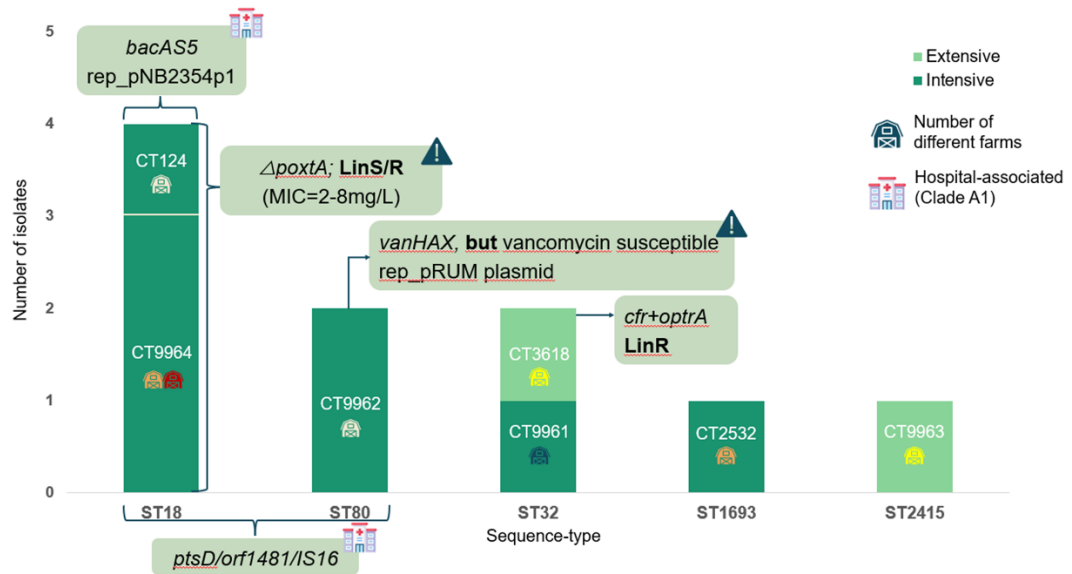 5
4
3
2
1
0
Number of isolates
bacAS5
rep_pNB2354p1
CT124
CT9964
ΔpoxtA; LinS/R
(MIC=2-8mg/L)
vanHAX, but vancomycin susceptible
rep_pRUM plasmid
cfr+optrA
LinR
CT9962
CT3618
CT9961
CT2532
CT9963
Extensive
Intensive
Number of
different farms
Hospital-associated
(Clade A1)
ST18
ST80
ST32
ST1693
ST2415
Sequence-type
ptsD/orf1481/IS16